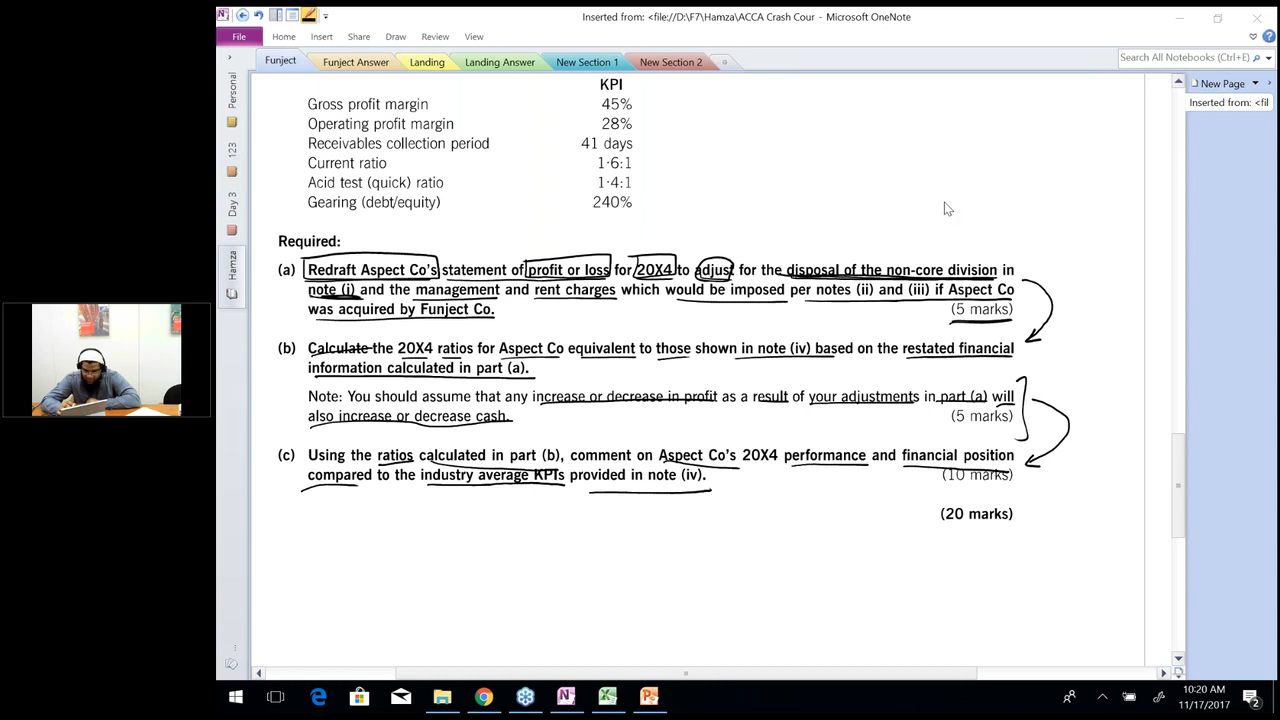 Inserted from: <file://D:\F7\Hamza\ACCA Crash Cour - Microsoft OneNote
File Home Insert Share Draw Review View
Funject Funject Answer Landing Landing Answer New Section 1 New Section 2
Search All Notebooks (Ctrl+E)
New Page
Inserted from: <fil
Personal
123
Day 3
Hamza
KPI
Gross profit margin 45%
Operating profit margin 28%
Receivables collection period 41 days
Current ratio 1·6:1
Acid test (quick) ratio 1·4:1
Gearing (debt/equity) 240%
Required:
(a) Redraft Aspect Co's statement of profit or loss for 20X4 to adjust for the disposal of the non-core division in
note (i) and the management and rent charges which would be imposed per notes (ii) and (iii) if Aspect Co
was acquired by Funject Co. (5 marks)
(b) Calculate the 20X4 ratios for Aspect Co equivalent to those shown in note (iv) based on the restated financial
information calculated in part (a).
Note: You should assume that any increase or decrease in profit as a result of your adjustments in part (a) will
also increase or decrease cash. (5 marks)
(c) Using the ratios calculated in part (b), comment on Aspect Co's 20X4 performance and financial position
compared to the industry average KPIs provided in note (iv). (10 marks)
(20 marks)
10:20 AM
11/17/2017
2